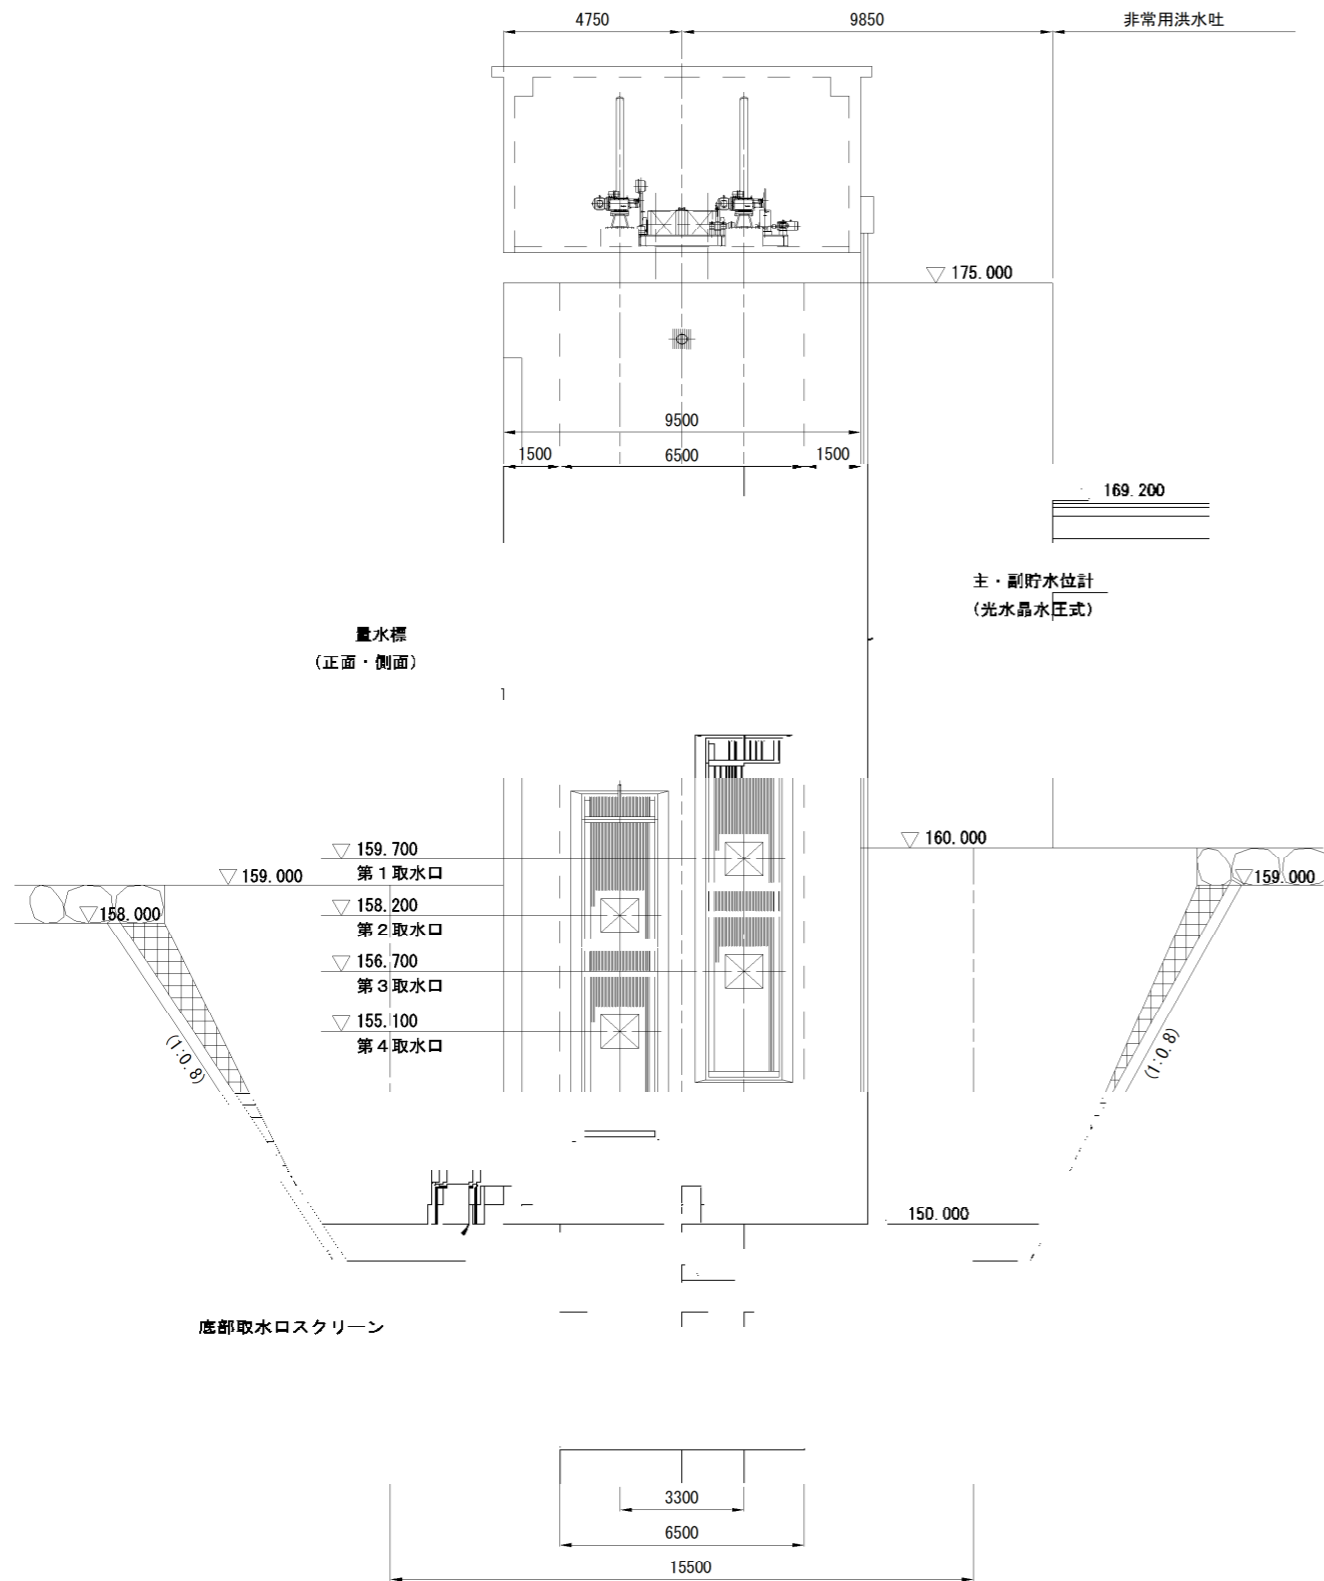 4750
9850
非常用洪水吐
175.000
9500
1500
6500
1500
169.200
主・副貯水位計
(光水晶水圧式)
量水標
(正面・側面)
159.700
第1取水口
160.000
159.000
159.000
158.200
158.000
第2取水口
156.700
第3取水口
155.100
第4取水口
(1:0.8)
(1:0.8)
150.000
底部取水口スクリーン
3300
6500
15500